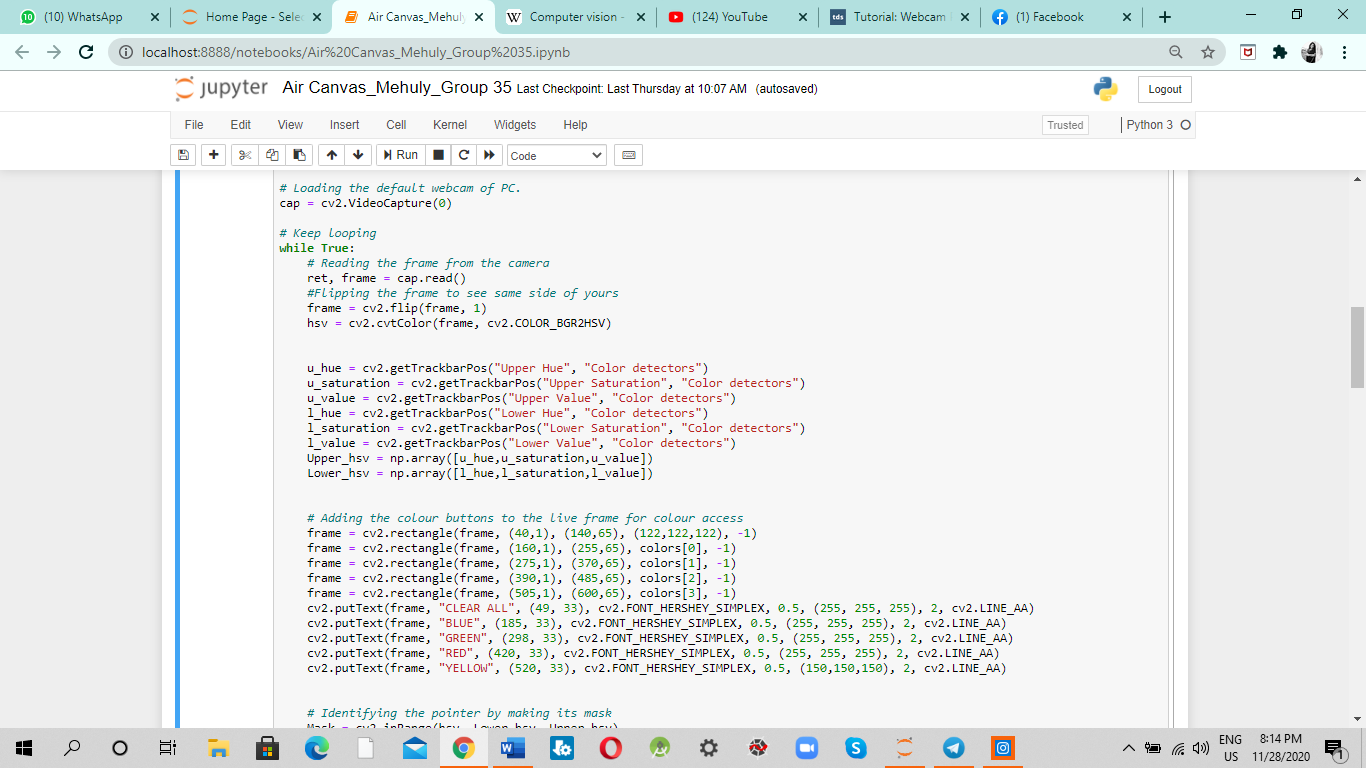 (10) WhatsApp
Home Page - Selec
Air Canvas_Mehuly
Computer vision -
(124) YouTube
tds Tutorial: Webcam
(1) Facebook
localhost:8888/notebooks/Air%20Canvas_Mehuly_Group%2035.ipynb
jupyter Air Canvas_Mehuly_Group 35 Last Checkpoint: Last Thursday at 10:07 AM (autosaved)
Logout
File Edit View Insert Cell Kernel Widgets Help
Trusted
Python 3
Run
Code
# Loading the default webcam of PC.
cap = cv2.VideoCapture(0)
# Keep looping
while True:
    # Reading the frame from the camera
    ret, frame = cap.read()
    #Flipping the frame to see same side of yours
    frame = cv2.flip(frame, 1)
    hsv = cv2.cvtColor(frame, cv2.COLOR_BGR2HSV)
    u_hue = cv2.getTrackbarPos("Upper Hue", "Color detectors")
    u_saturation = cv2.getTrackbarPos("Upper Saturation", "Color detectors")
    u_value = cv2.getTrackbarPos("Upper Value", "Color detectors")
    l_hue = cv2.getTrackbarPos("Lower Hue", "Color detectors")
    l_saturation = cv2.getTrackbarPos("Lower Saturation", "Color detectors")
    l_value = cv2.getTrackbarPos("Lower Value", "Color detectors")
    Upper_hsv = np.array([u_hue,u_saturation,u_value])
    Lower_hsv = np.array([l_hue,l_saturation,l_value])
    # Adding the colour buttons to the live frame for colour access
    frame = cv2.rectangle(frame, (40,1), (140,65), (122,122,122), -1)
    frame = cv2.rectangle(frame, (160,1), (255,65), colors[0], -1)
    frame = cv2.rectangle(frame, (275,1), (370,65), colors[1], -1)
    frame = cv2.rectangle(frame, (390,1), (485,65), colors[2], -1)
    frame = cv2.rectangle(frame, (505,1), (600,65), colors[3], -1)
    cv2.putText(frame, "CLEAR ALL", (49, 33), cv2.FONT_HERSHEY_SIMPLEX, 0.5, (255, 255, 255), 2, cv2.LINE_AA)
    cv2.putText(frame, "BLUE", (185, 33), cv2.FONT_HERSHEY_SIMPLEX, 0.5, (255, 255, 255), 2, cv2.LINE_AA)
    cv2.putText(frame, "GREEN", (298, 33), cv2.FONT_HERSHEY_SIMPLEX, 0.5, (255, 255, 255), 2, cv2.LINE_AA)
    cv2.putText(frame, "RED", (420, 33), cv2.FONT_HERSHEY_SIMPLEX, 0.5, (255, 255, 255), 2, cv2.LINE_AA)
    cv2.putText(frame, "YELLOW", (520, 33), cv2.FONT_HERSHEY_SIMPLEX, 0.5, (150,150,150), 2, cv2.LINE_AA)
    # Identifying the pointer by making its mask
    Mask = cv2.inRange(hsv, Lower_hsv, Upper_hsv)
ENG
US
8:14 PM
11/28/2020
1